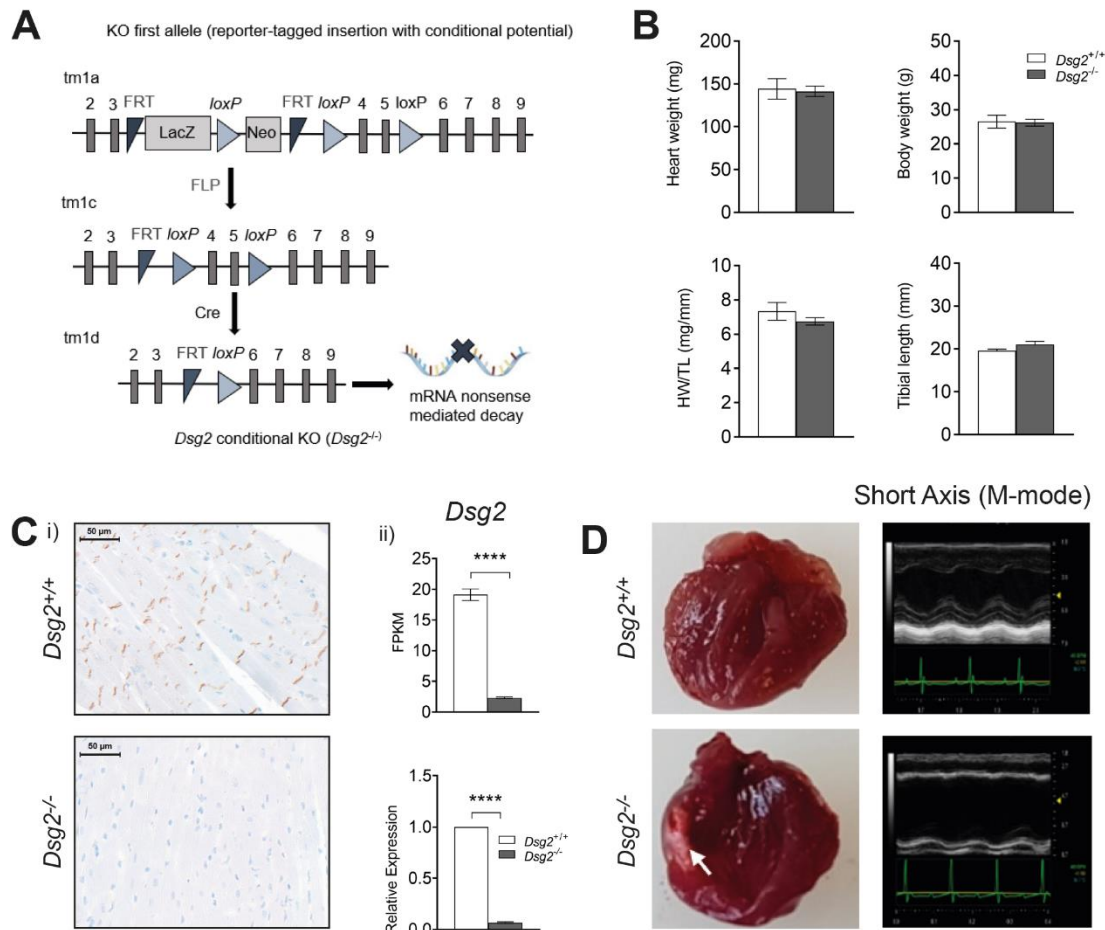 A
KO first allele (reporter-tagged insertion with conditional potential)
tm1a
2 3 FRT loxP FRT loxP 4 5 loxP 6 7 8 9
LacZ Neo
FLP
tm1c
2 3 FRT loxP 4 5 loxP 6 7 8 9
Cre
tm1d
2 3 FRT loxP 6 7 8 9
mRNA nonsense
mediated decay
Dsg2 conditional KO (Dsg2-/-)
B
Heart weight (mg)
200
150
100
50
0
Body weight (g)
50
40
30
20
10
0
Dsg2+/+
Dsg2-/-
HW/TL (mg/mm)
10
8
6
4
2
0
Tibial length (mm)
40
30
20
10
0
C
i)
Dsg2+/+
50 µm
Dsg2-/-
50 µm
ii)
Dsg2
FPKM
25
20
15
10
5
0
****
Relative Expression
1.5
1.0
0.5
0.0
****
Dsg2+/+
Dsg2-/-
D
Short Axis (M-mode)
Dsg2+/+
Dsg2-/-